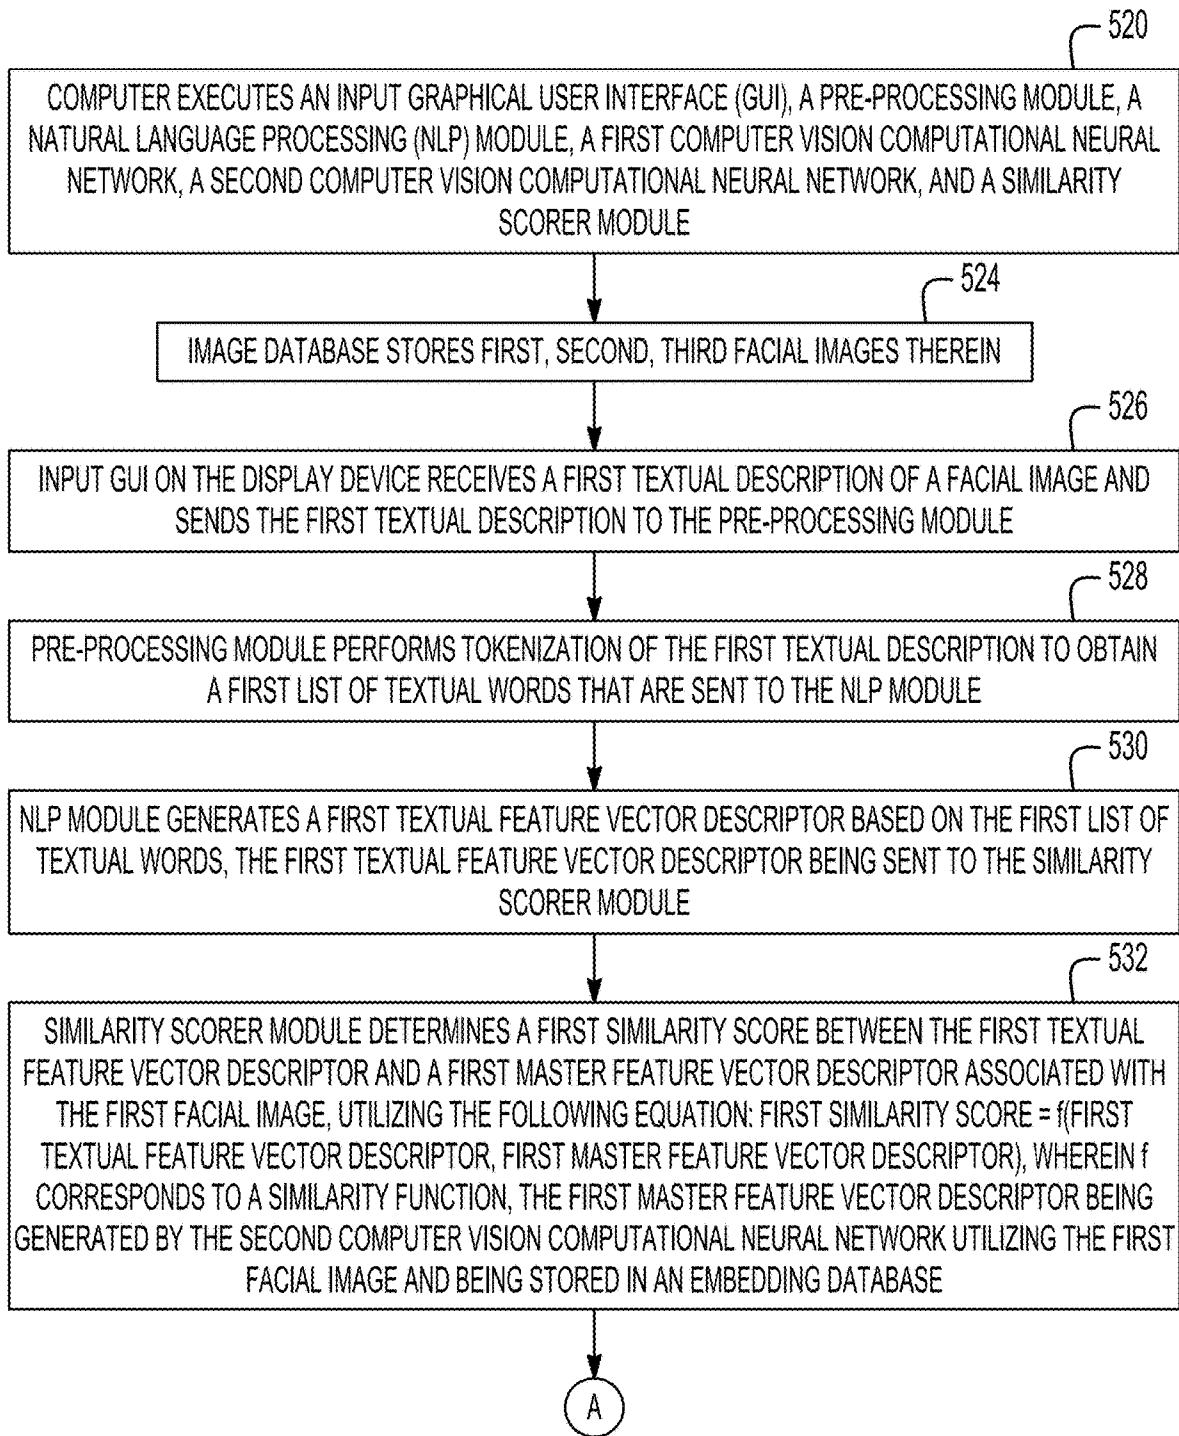 520
COMPUTER EXECUTES AN INPUT GRAPHICAL USER INTERFACE (GUI), A PRE-PROCESSING MODULE, A
NATURAL LANGUAGE PROCESSING (NLP) MODULE, A FIRST COMPUTER VISION COMPUTATIONAL NEURAL
NETWORK, A SECOND COMPUTER VISION COMPUTATIONAL NEURAL NETWORK, AND A SIMILARITY
SCORER MODULE
524
IMAGE DATABASE STORES FIRST, SECOND, THIRD FACIAL IMAGES THEREIN
526
INPUT GUI ON THE DISPLAY DEVICE RECEIVES A FIRST TEXTUAL DESCRIPTION OF A FACIAL IMAGE AND
SENDS THE FIRST TEXTUAL DESCRIPTION TO THE PRE-PROCESSING MODULE
528
PRE-PROCESSING MODULE PERFORMS TOKENIZATION OF THE FIRST TEXTUAL DESCRIPTION TO OBTAIN
A FIRST LIST OF TEXTUAL WORDS THAT ARE SENT TO THE NLP MODULE
530
NLP MODULE GENERATES A FIRST TEXTUAL FEATURE VECTOR DESCRIPTOR BASED ON THE FIRST LIST OF
TEXTUAL WORDS, THE FIRST TEXTUAL FEATURE VECTOR DESCRIPTOR BEING SENT TO THE SIMILARITY
SCORER MODULE
532
SIMILARITY SCORER MODULE DETERMINES A FIRST SIMILARITY SCORE BETWEEN THE FIRST TEXTUAL
FEATURE VECTOR DESCRIPTOR AND A FIRST MASTER FEATURE VECTOR DESCRIPTOR ASSOCIATED WITH
THE FIRST FACIAL IMAGE, UTILIZING THE FOLLOWING EQUATION: FIRST SIMILARITY SCORE = f(FIRST
TEXTUAL FEATURE VECTOR DESCRIPTOR, FIRST MASTER FEATURE VECTOR DESCRIPTOR), WHEREIN f
CORRESPONDS TO A SIMILARITY FUNCTION, THE FIRST MASTER FEATURE VECTOR DESCRIPTOR BEING
GENERATED BY THE SECOND COMPUTER VISION COMPUTATIONAL NEURAL NETWORK UTILIZING THE FIRST
FACIAL IMAGE AND BEING STORED IN AN EMBEDDING DATABASE
A